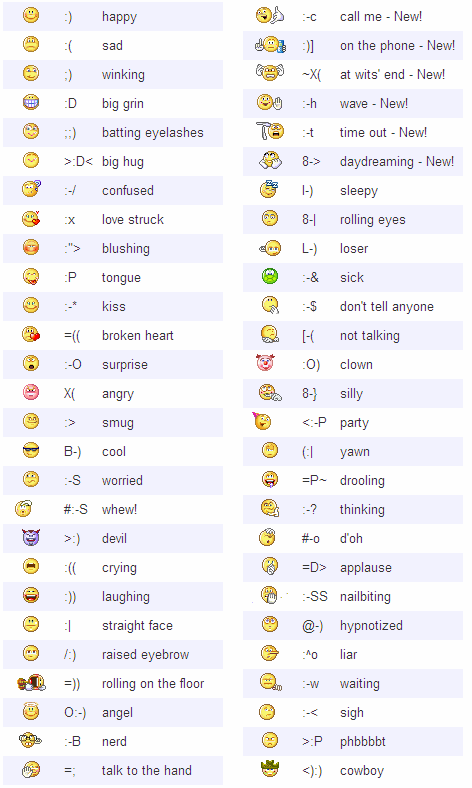 :) happy
:( sad
;) winking
:D big grin
;;) batting eyelashes
>:D< big hug
:-/ confused
:x love struck
:"> blushing
:P tongue
:-* kiss
=(( broken heart
:-O surprise
X( angry
:> smug
B-) cool
:-S worried
#:-S whew!
>:) devil
:(( crying
:)) laughing
:| straight face
/:) raised eyebrow
=)) rolling on the floor
O:-) angel
:-B nerd
=; talk to the hand
:-c call me - New!
:)] on the phone - New!
~X( at wits' end - New!
:-h wave - New!
:-t time out - New!
8-> daydreaming - New!
I-) sleepy
8-| rolling eyes
L-) loser
:-& sick
:-$ don't tell anyone
[-( not talking
:O) clown
8-} silly
<:-P party
(:| yawn
=P~ drooling
:-? thinking
#-o d'oh
=D> applause
:-SS nailbiting
@-) hypnotized
:^o liar
:-w waiting
:-< sigh
>:P phbbbbt
<):) cowboy